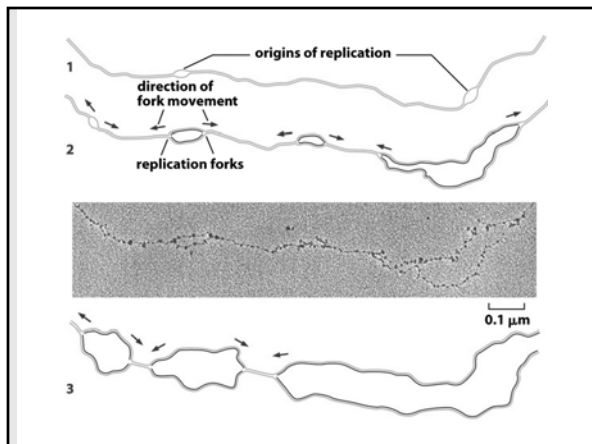 origins of replication
1
direction of
fork movement
2
replication forks
0.1 μm
3